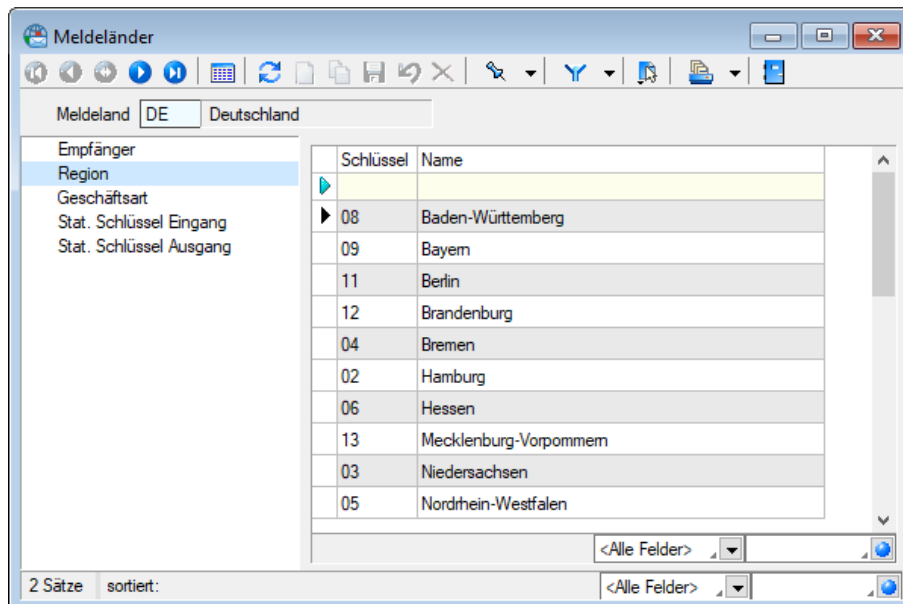 Meldeländer
Meldeland DE Deutschland
Empfänger
Region
Geschäftsart
Stat. Schlüssel Eingang
Stat. Schlüssel Ausgang
Schlüssel Name
08 Baden-Württemberg
09 Bayern
11 Berlin
12 Brandenburg
04 Bremen
02 Hamburg
06 Hessen
13 Mecklenburg-Vorpommern
03 Niedersachsen
05 Nordrhein-Westfalen
<Alle Felder>
2 Sätze sortiert: <Alle Felder>